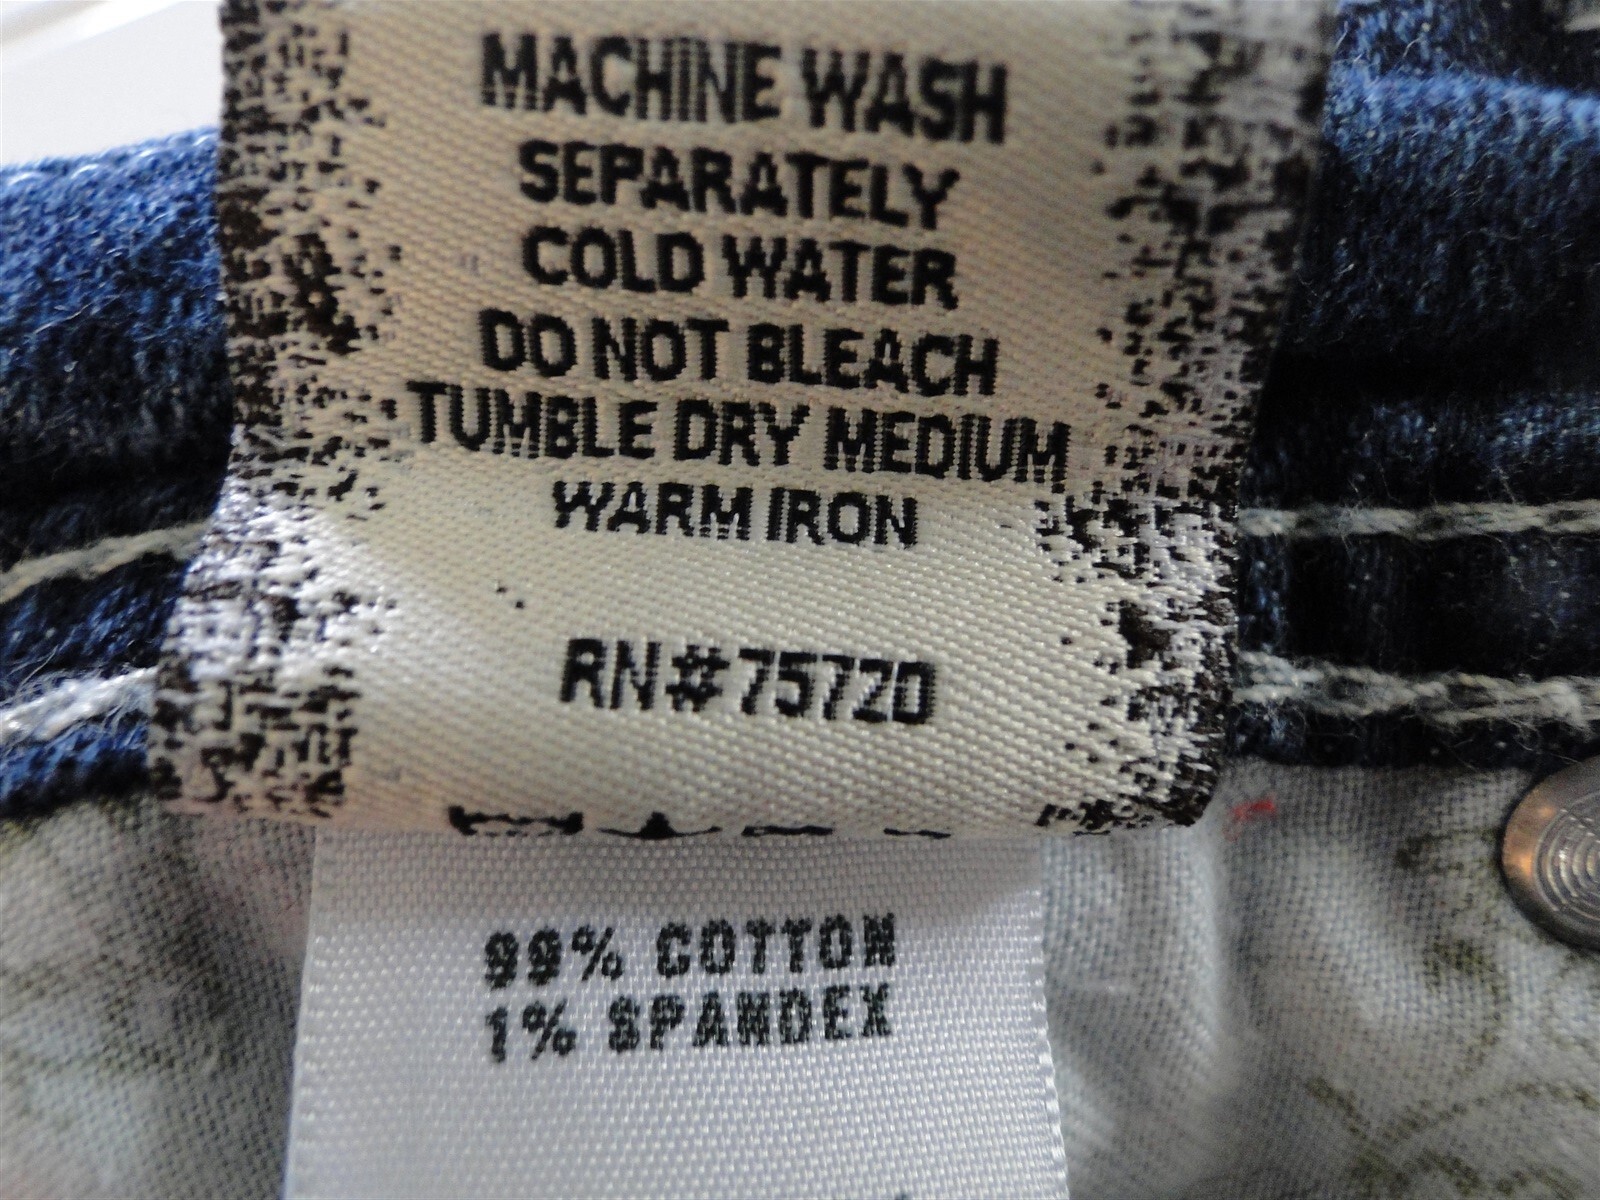 MACHINE WASH
SEPARATELY
COLD WATER
DO NOT BLEACH
TUMBLE DRY MEDIUM
WARM IRON
RN#75720
99% COTTON
1% SPANDEX